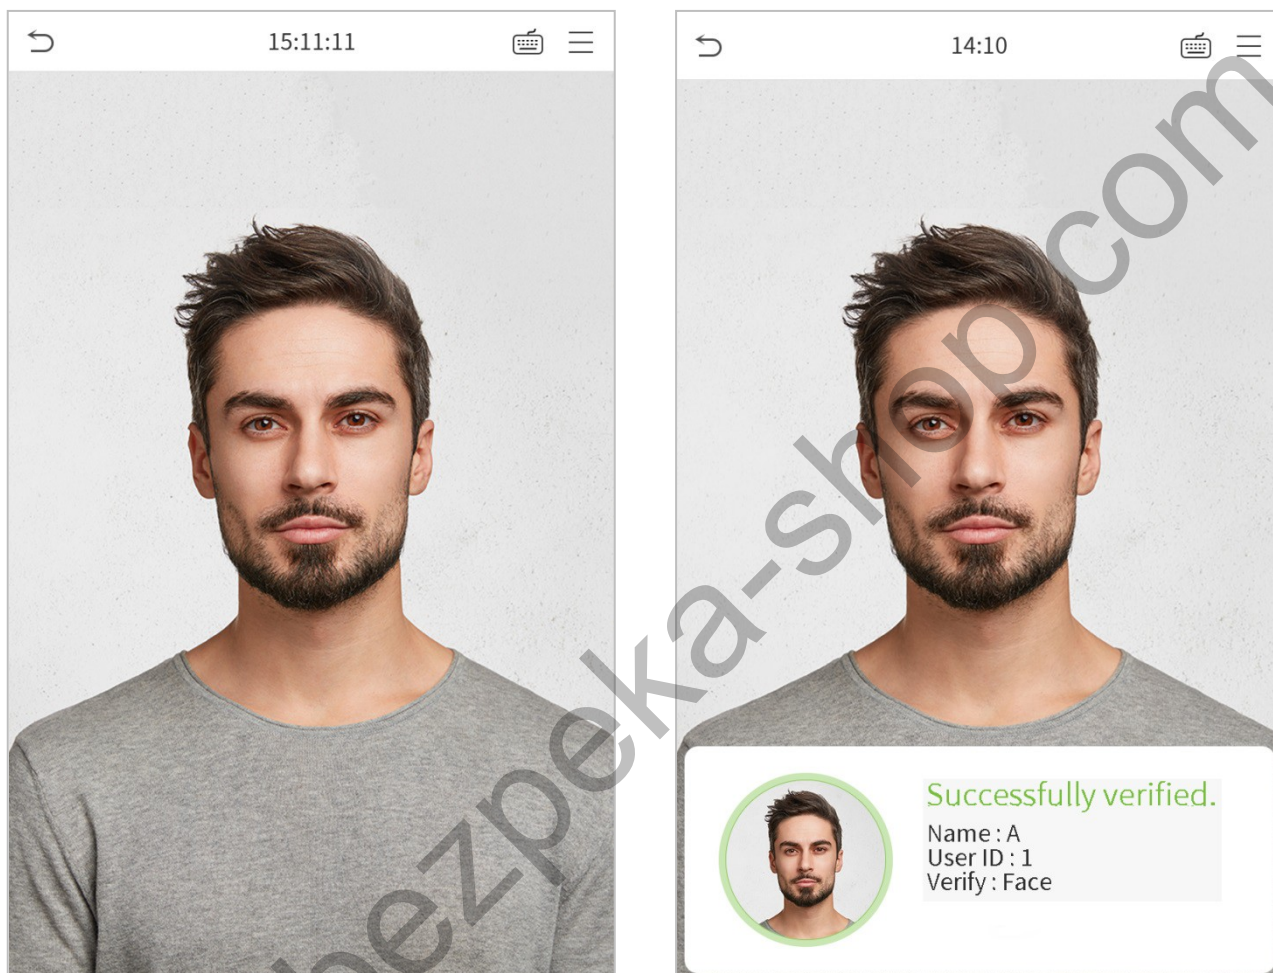 15:11:11
14:10
Successfully verified.
Name : A
User ID : 1
Verify : Face
bezpeka-shop.com